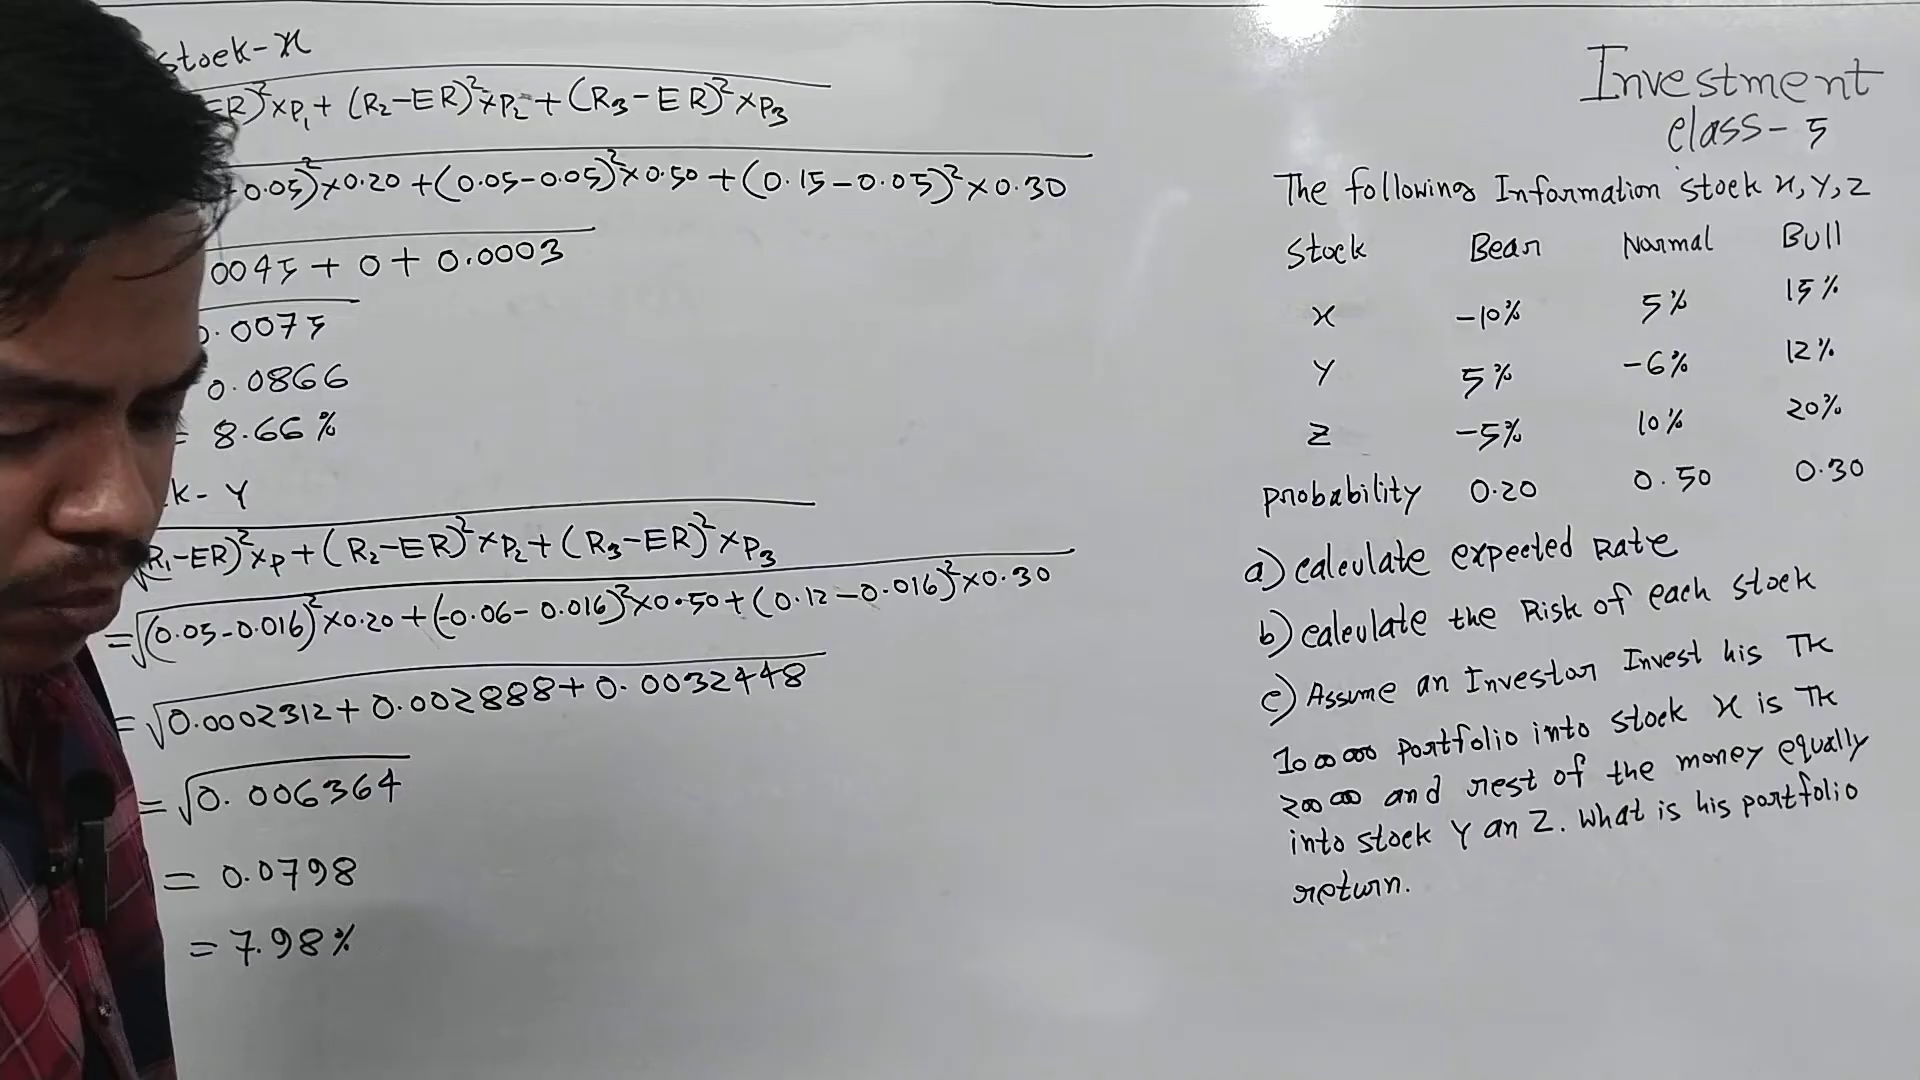 stock-x
ER)²×P₁+ (R₂-ER)²×P₂+(R₃-ER)²×P₃
0.05)²×0.20 +(0.05-0.05)²×0.50 + (0.15-0.05)²×0.30
0045 + 0 + 0.0003
0.0075
0.0866
= 8.66%
k- Y
√(R₁-ER)²×P+(R₂-ER)²×P₂+(R₃-ER)²×P₃
=√(0.05-0.016)²×0.20+(-0.06-0.016)²×0.50+(0.12-0.016)²×0.30
=√0.0002312+0.002888+0.0032448
=√0.006364
= 0.0798
= 7.98%
Investment
class- 5
The following Information stock x, Y, Z
Stock Bear Normal Bull
x -10% 5% 15%
Y 5% -6% 12%
Z -5% 10% 20%
probability 0.20 0.50 0.30
a) calculate expected Rate
b) calculate the Risk of each stock
c) Assume an Investor Invest his TK
100000 portfolio into stock x is TK
20000 and rest of the money equally
into stock Y an Z. What is his portfolio
return.